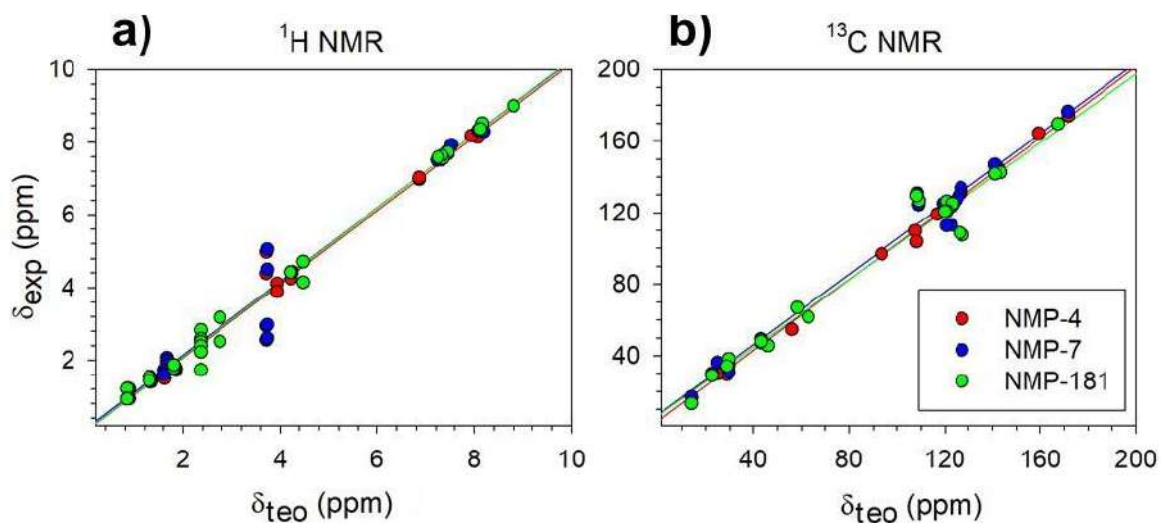 a) ¹H NMR
b) ¹³C NMR
δexp (ppm)
10
8
6
4
2
2 4 6 8 10
δteo (ppm)
200
160
120
80
40
40 80 120 160 200
δteo (ppm)
NMP-4
NMP-7
NMP-181